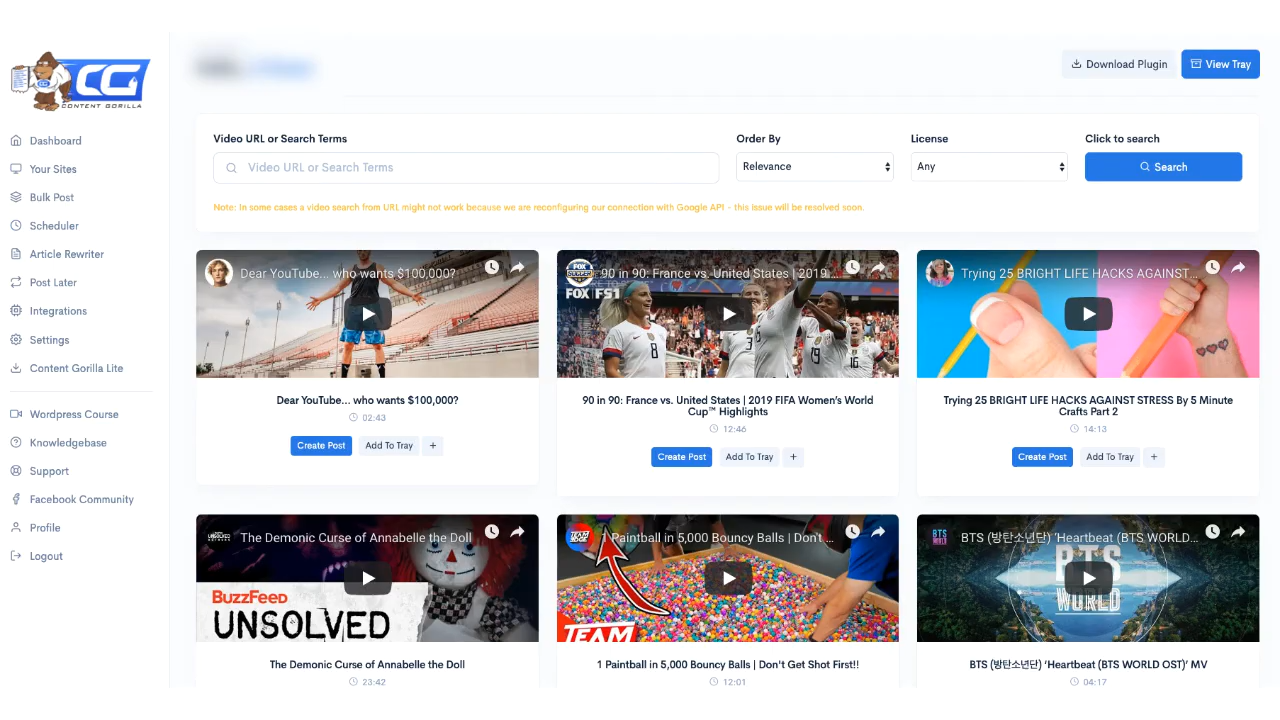 CG
CONTENT GORILLA
Download Plugin
View Tray
Dashboard
Your Sites
Bulk Post
Scheduler
Article Rewriter
Post Later
Integrations
Settings
Content Gorilla Lite
Wordpress Course
Knowledgebase
Support
Facebook Community
Profile
Logout
Video URL or Search Terms
Order By
License
Click to search
Video URL or Search Terms
Relevance
Any
Search
Note: In some cases a video search from URL might not work because we are reconfiguring our connection with Google API - this issue will be resolved soon.
Dear YouTube... who wants $100,000?
90 in 90: France vs. United States | 2019 ...
FOX SOCCER
FOX FS1
8
3
5
19
16
Trying 25 BRIGHT LIFE HACKS AGAINST...
Dear YouTube... who wants $100,000?
02:43
Create Post
Add To Tray
+
90 in 90: France vs. United States | 2019 FIFA Women's World
Cup™ Highlights
12:46
Create Post
Add To Tray
+
Trying 25 BRIGHT LIFE HACKS AGAINST STRESS By 5 Minute
Crafts Part 2
14:13
Create Post
Add To Tray
+
The Demonic Curse of Annabelle the Doll
BuzzFeed
UNSOLVED
1 Paintball in 5,000 Bouncy Balls | Don't ...
TEAM
BTS WORLD
BTS (방탄소년단) 'Heartbeat (BTS WORLD...
BTS
WORLD
The Demonic Curse of Annabelle the Doll
23:42
1 Paintball in 5,000 Bouncy Balls | Don't Get Shot First!!
12:01
BTS (방탄소년단) ‘Heartbeat (BTS WORLD OST)’ MV
04:17